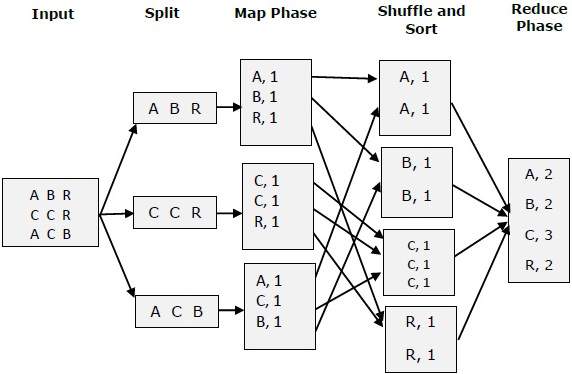 Input
Split
Map Phase
Shuffle and
Sort
Reduce
Phase
A B R
C C R
A C B
A B R
C C R
A C B
A, 1
B, 1
R, 1
C, 1
C, 1
R, 1
A, 1
C, 1
B, 1
A, 1
A, 1
B, 1
B, 1
C, 1
C, 1
C, 1
R, 1
R, 1
A, 2
B, 2
C, 3
R, 2